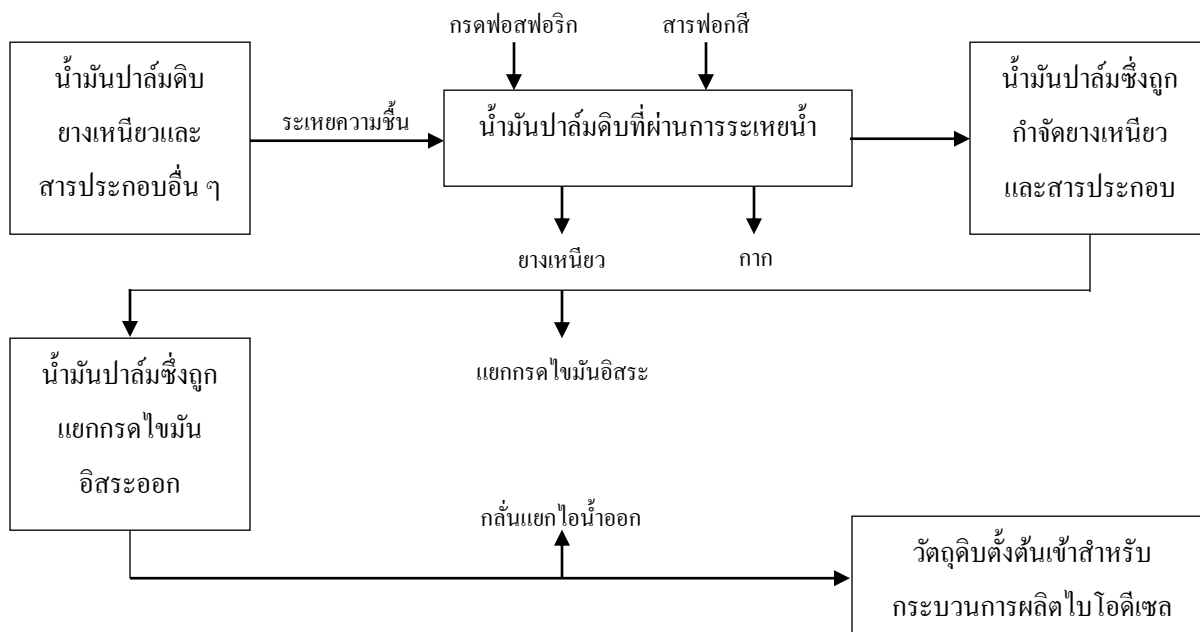 กรดฟอสฟอริก
สารฟอกสี
น้ำมันปาล์มดิบ
ยางเหนียวและ
สารประกอบอื่น ๆ
ระเหยความชื้น
น้ำมันปาล์มดิบที่ผ่านการระเหยน้ำ
น้ำมันปาล์มซึ่งถูก
กำจัดยางเหนียว
และสารประกอบ
ยางเหนียว
กาก
น้ำมันปาล์มซึ่งถูก
แยกกรดไขมัน
อิสระออก
แยกกรดไขมันอิสระ
กลั่นแยกไอน้ำออก
วัตถุดิบตั้งต้นเข้าสำหรับ
กระบวนการผลิตไบโอดีเซล